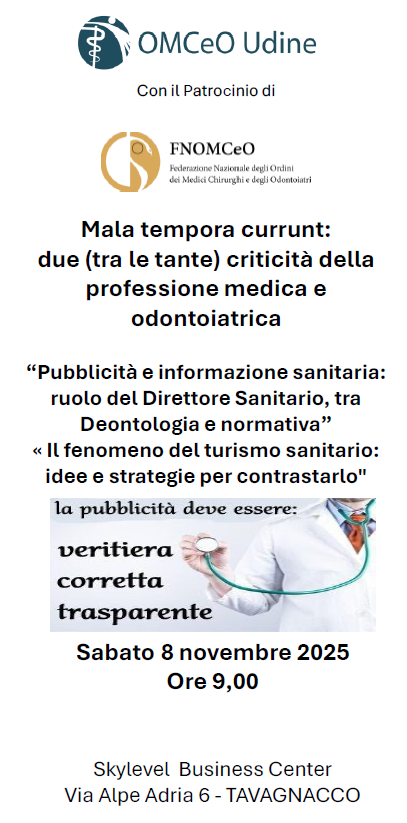 OMCeO Udine
Con il Patrocinio di
FNOMCeO
Federazione Nazionale degli Ordini
dei Medici Chirurghi e degli Odontoiatri
Mala tempora currunt:
due (tra le tante) criticità della
professione medica e
odontoiatrica
“Pubblicità e informazione sanitaria:
ruolo del Direttore Sanitario, tra
Deontologia e normativa”
« Il fenomeno del turismo sanitario:
idee e strategie per contrastarlo"
la pubblicità deve essere:
veritiera
corretta
trasparente
Sabato 8 novembre 2025
Ore 9,00
Skylevel  Business Center
Via Alpe Adria 6 - TAVAGNACCO